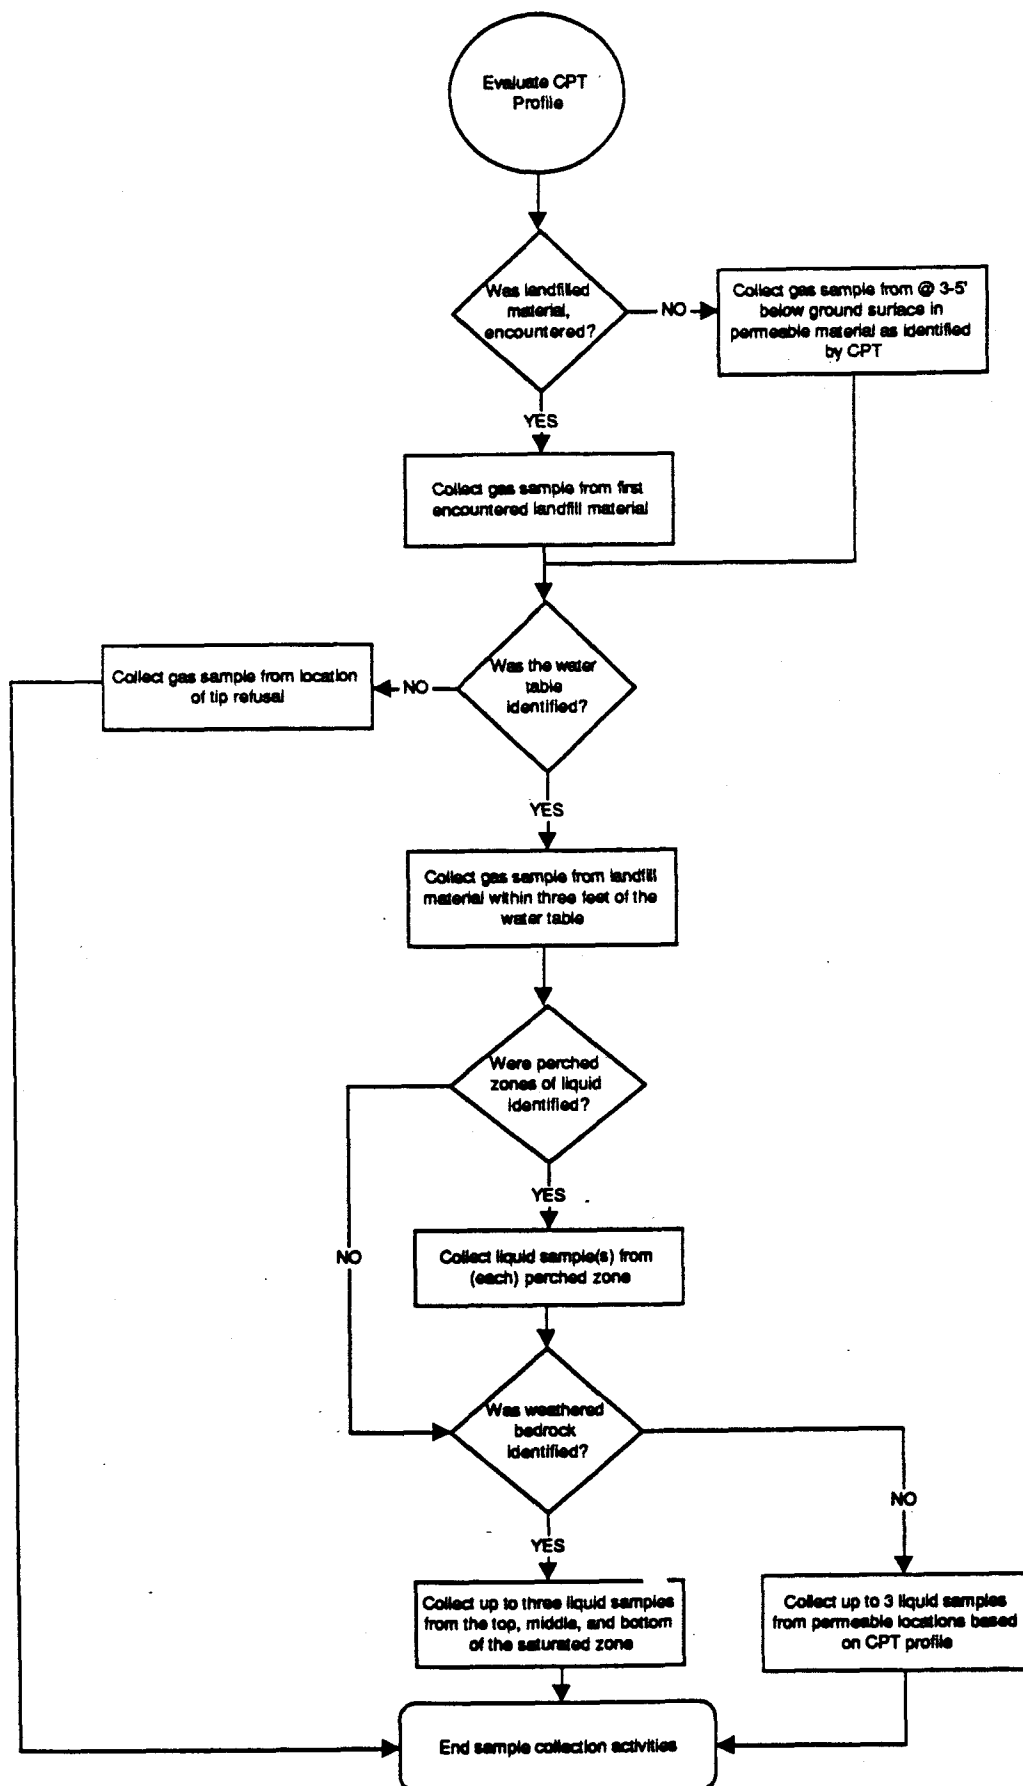 Evaluate CPT
Profile
Was landfilled
material,
encountered?
NO
Collect gas sample from @ 3-5'
below ground surface in
permeable material as identified
by CPT
YES
Collect gas sample from first
encountered landfill material
Was the water
table
identified?
NO
Collect gas sample from location
of tip refusal
YES
Collect gas sample from landfill
material within three feet of the
water table
Were perched
zones of liquid
identified?
YES
NO
Collect liquid sample(s) from
(each) perched zone
Was weathered
bedrock
identified?
NO
YES
Collect up to three liquid samples
from the top, middle, and bottom
of the saturated zone
Collect up to 3 liquid samples
from permeable locations based
on CPT profile
End sample collection activities